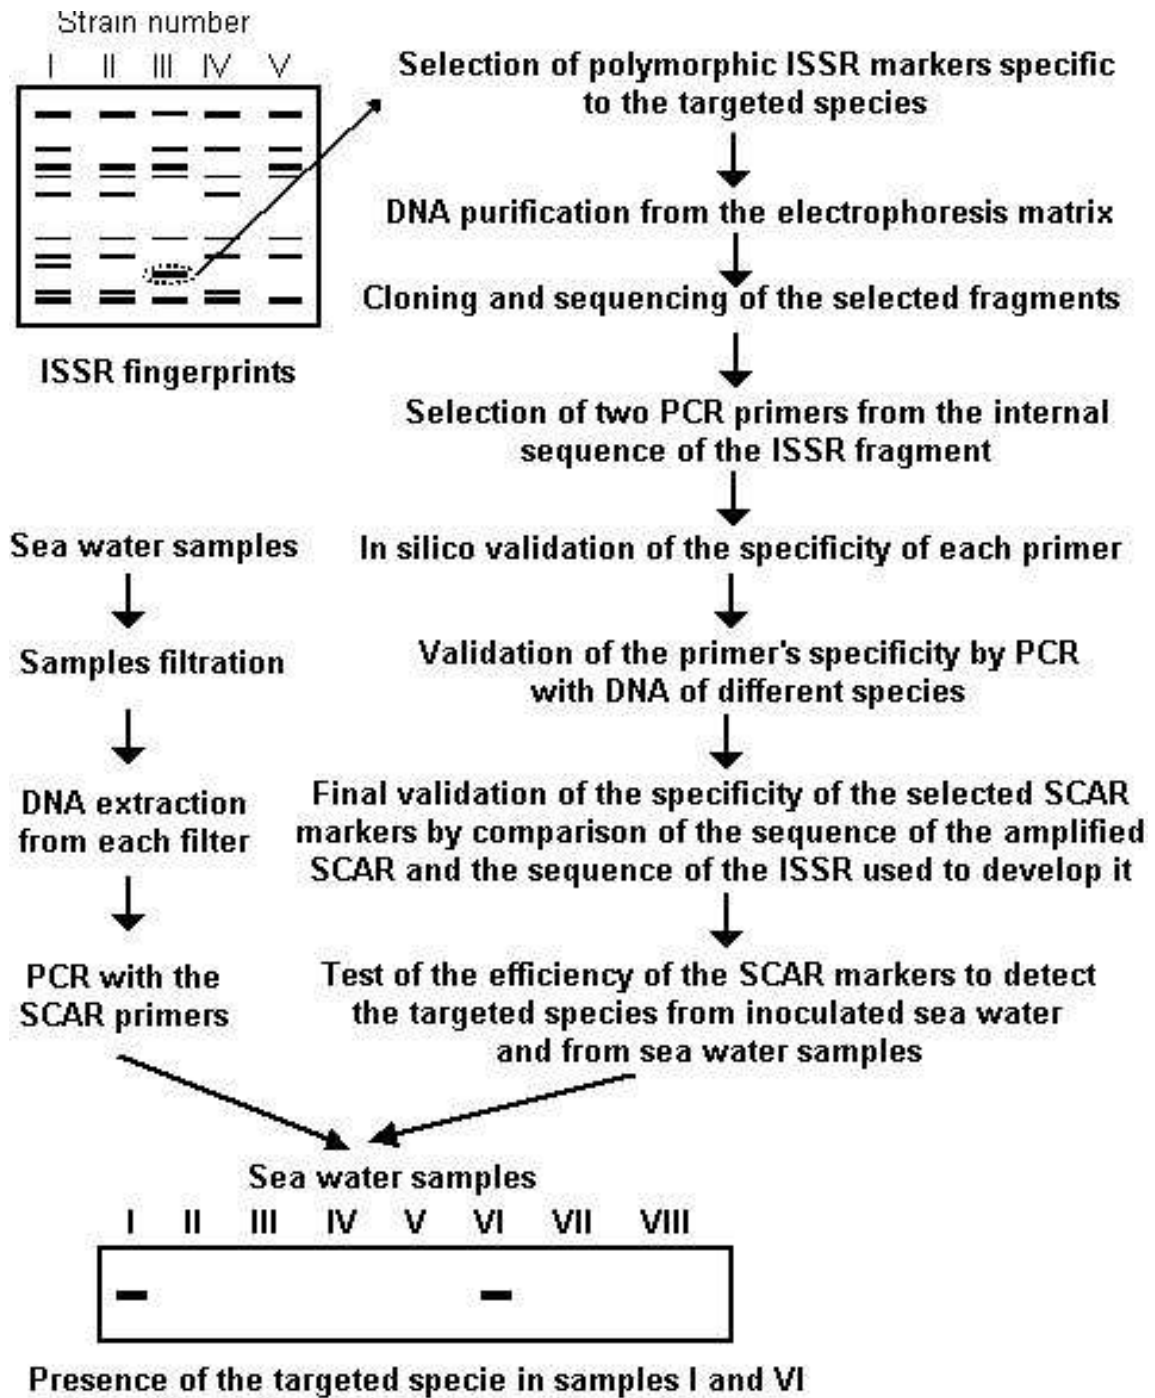 Strain number
I II III IV V
ISSR fingerprints
Selection of polymorphic ISSR markers specific
to the targeted species
DNA purification from the electrophoresis matrix
Cloning and sequencing of the selected fragments
Selection of two PCR primers from the internal
sequence of the ISSR fragment
In silico validation of the specificity of each primer
Validation of the primer's specificity by PCR
with DNA of different species
Final validation of the specificity of the selected SCAR
markers by comparison of the sequence of the amplified
SCAR and the sequence of the ISSR used to develop it
Test of the efficiency of the SCAR markers to detect
the targeted species from inoculated sea water
and from sea water samples
Sea water samples
Samples filtration
DNA extraction
from each filter
PCR with the
SCAR primers
Sea water samples
I II III IV V VI VII VIII
Presence of the targeted specie in samples I and VI